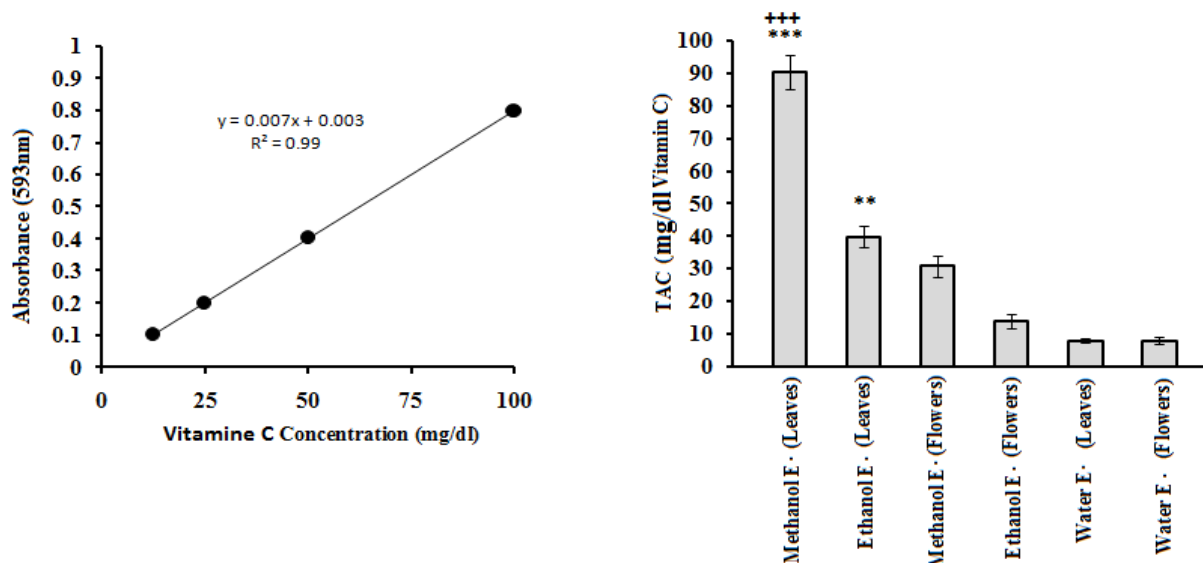 Absorbance (593nm)
1
0.9
0.8
0.7
0.6
0.5
0.4
0.3
0.2
0.1
0
y = 0.007x + 0.003
R² = 0.99
0 25 50 75 100
Vitamine C Concentration (mg/dl)
TAC (mg/dl Vitamin C)
100
90
80
70
60
50
40
30
20
10
0
+++
***
**
Methanol E. (Leaves)
Ethanol E. (Leaves)
Methanol E. (Flowers)
Ethanol E. (Flowers)
Water E. (Leaves)
Water E. (Flowers)